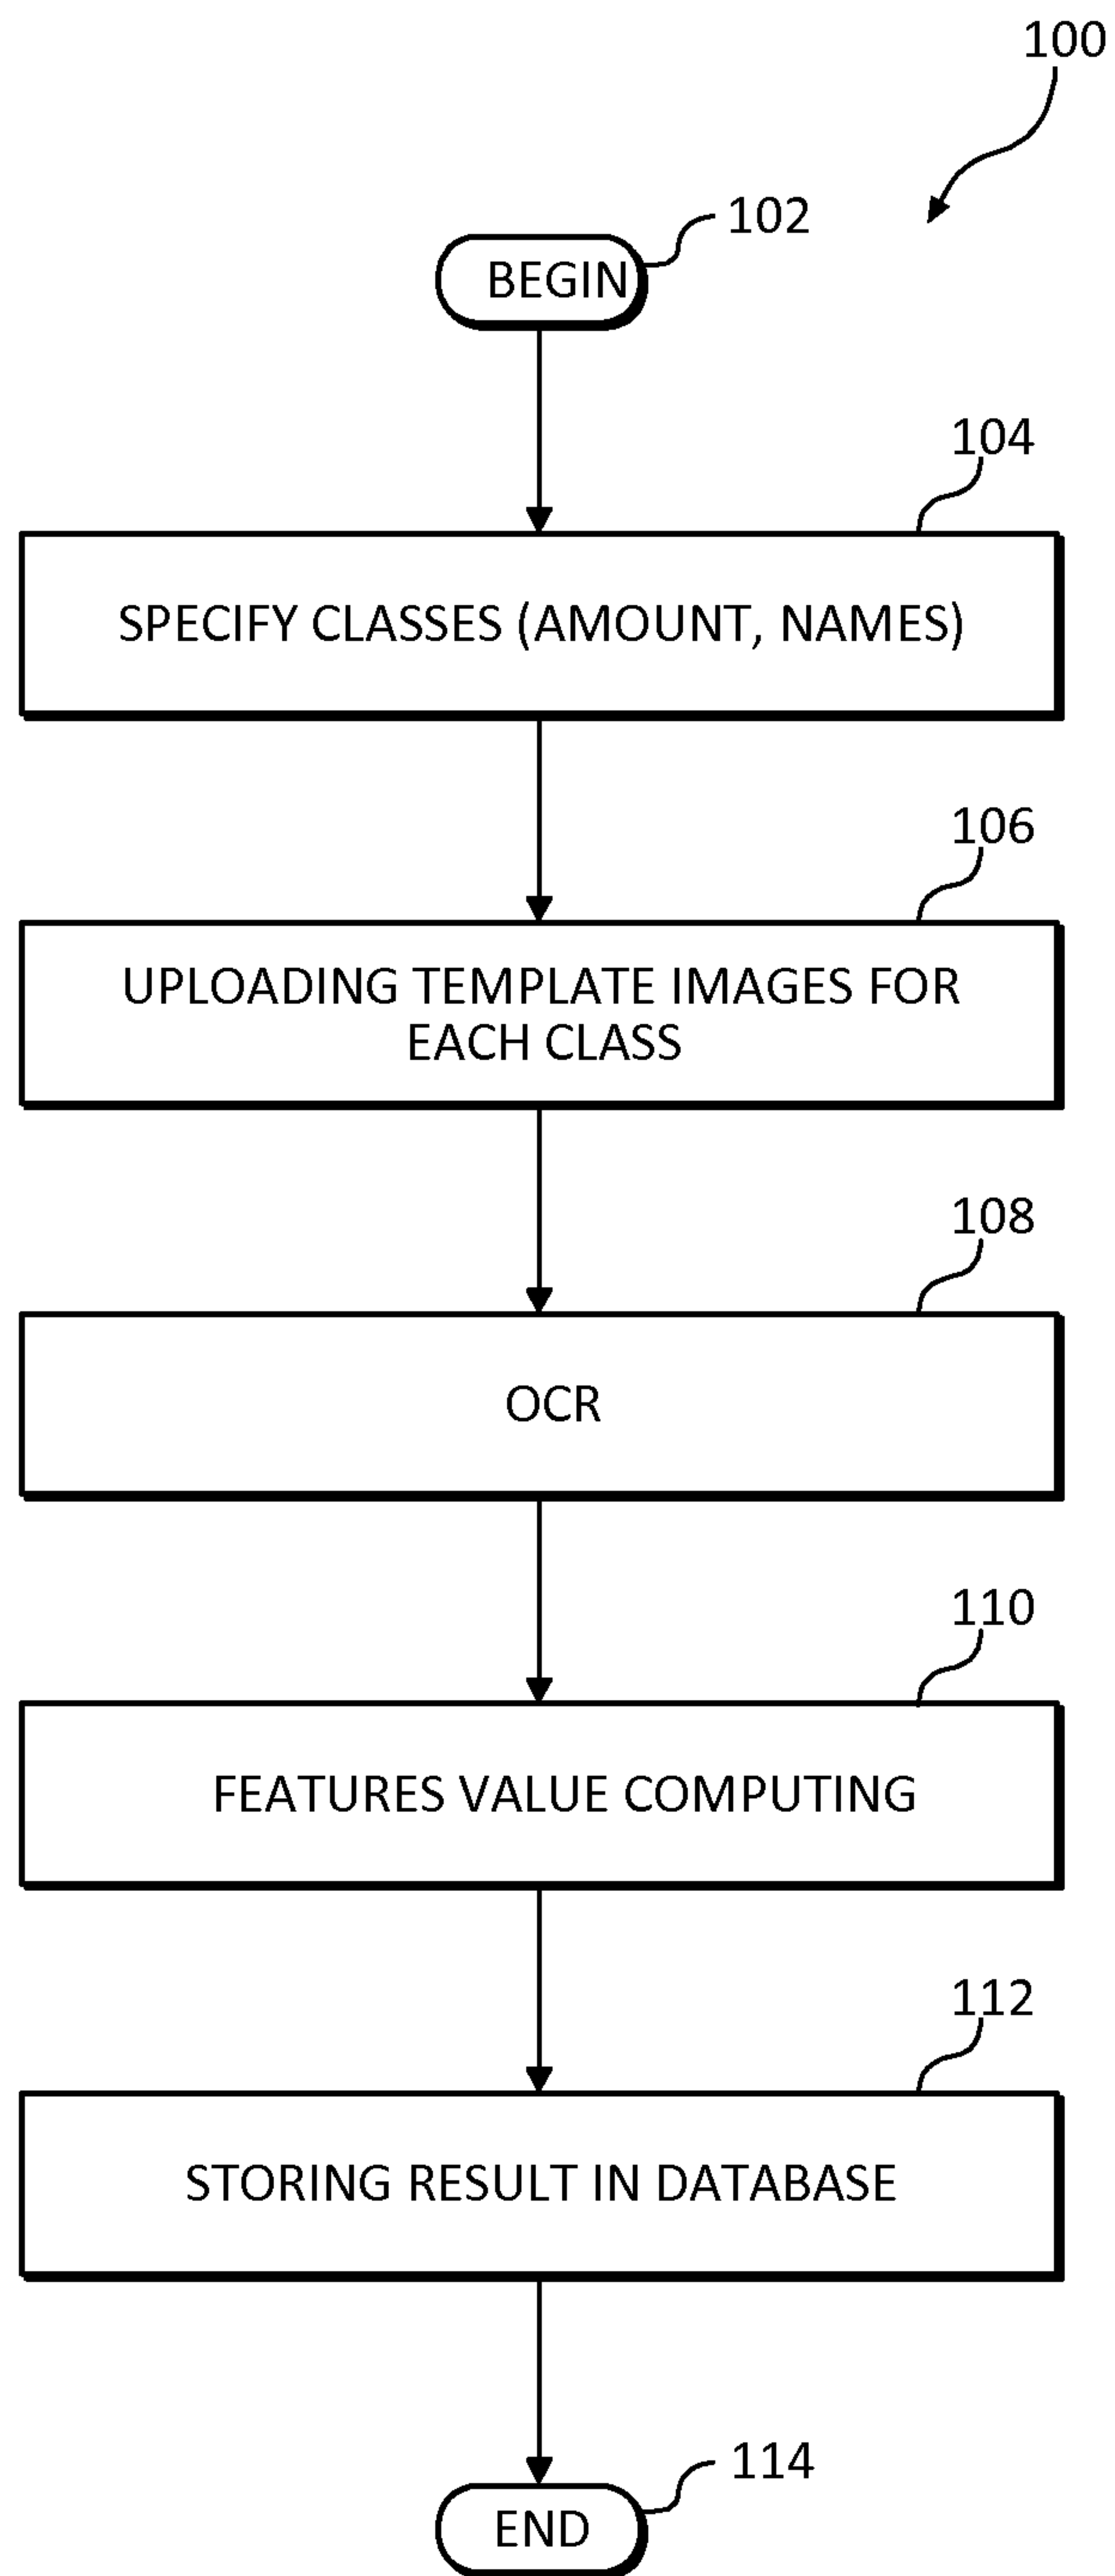 100
102
BEGIN
104
SPECIFY CLASSES (AMOUNT, NAMES)
106
UPLOADING TEMPLATE IMAGES FOR
EACH CLASS
108
OCR
110
FEATURES VALUE COMPUTING
112
STORING RESULT IN DATABASE
114
END